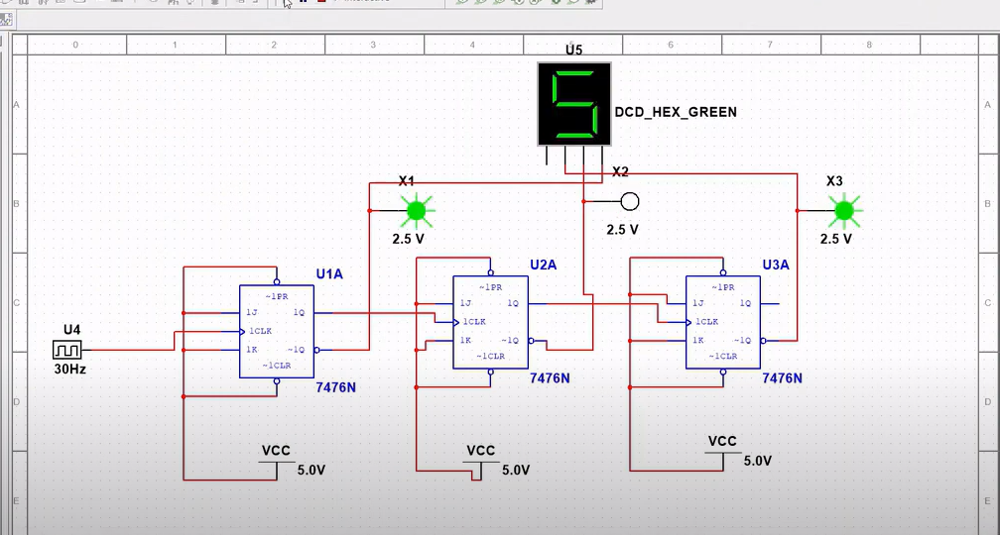 0 1 2 3 4 5 6 7 8
U5
A
5
DCD_HEX_GREEN
A
X1
X2
X3
B
B
2.5 V
2.5 V
2.5 V
U1A
U2A
U3A
~1PR
~1PR
~1PR
C
1J
1Q
1J
1Q
1J
1Q
C
U4
1CLK
1CLK
1CLK
1K
~1Q
1K
~1Q
1K
~1Q
30Hz
~1CLR
~1CLR
~1CLR
7476N
7476N
7476N
D
D
VCC
VCC
VCC
5.0V
5.0V
5.0V
E
E